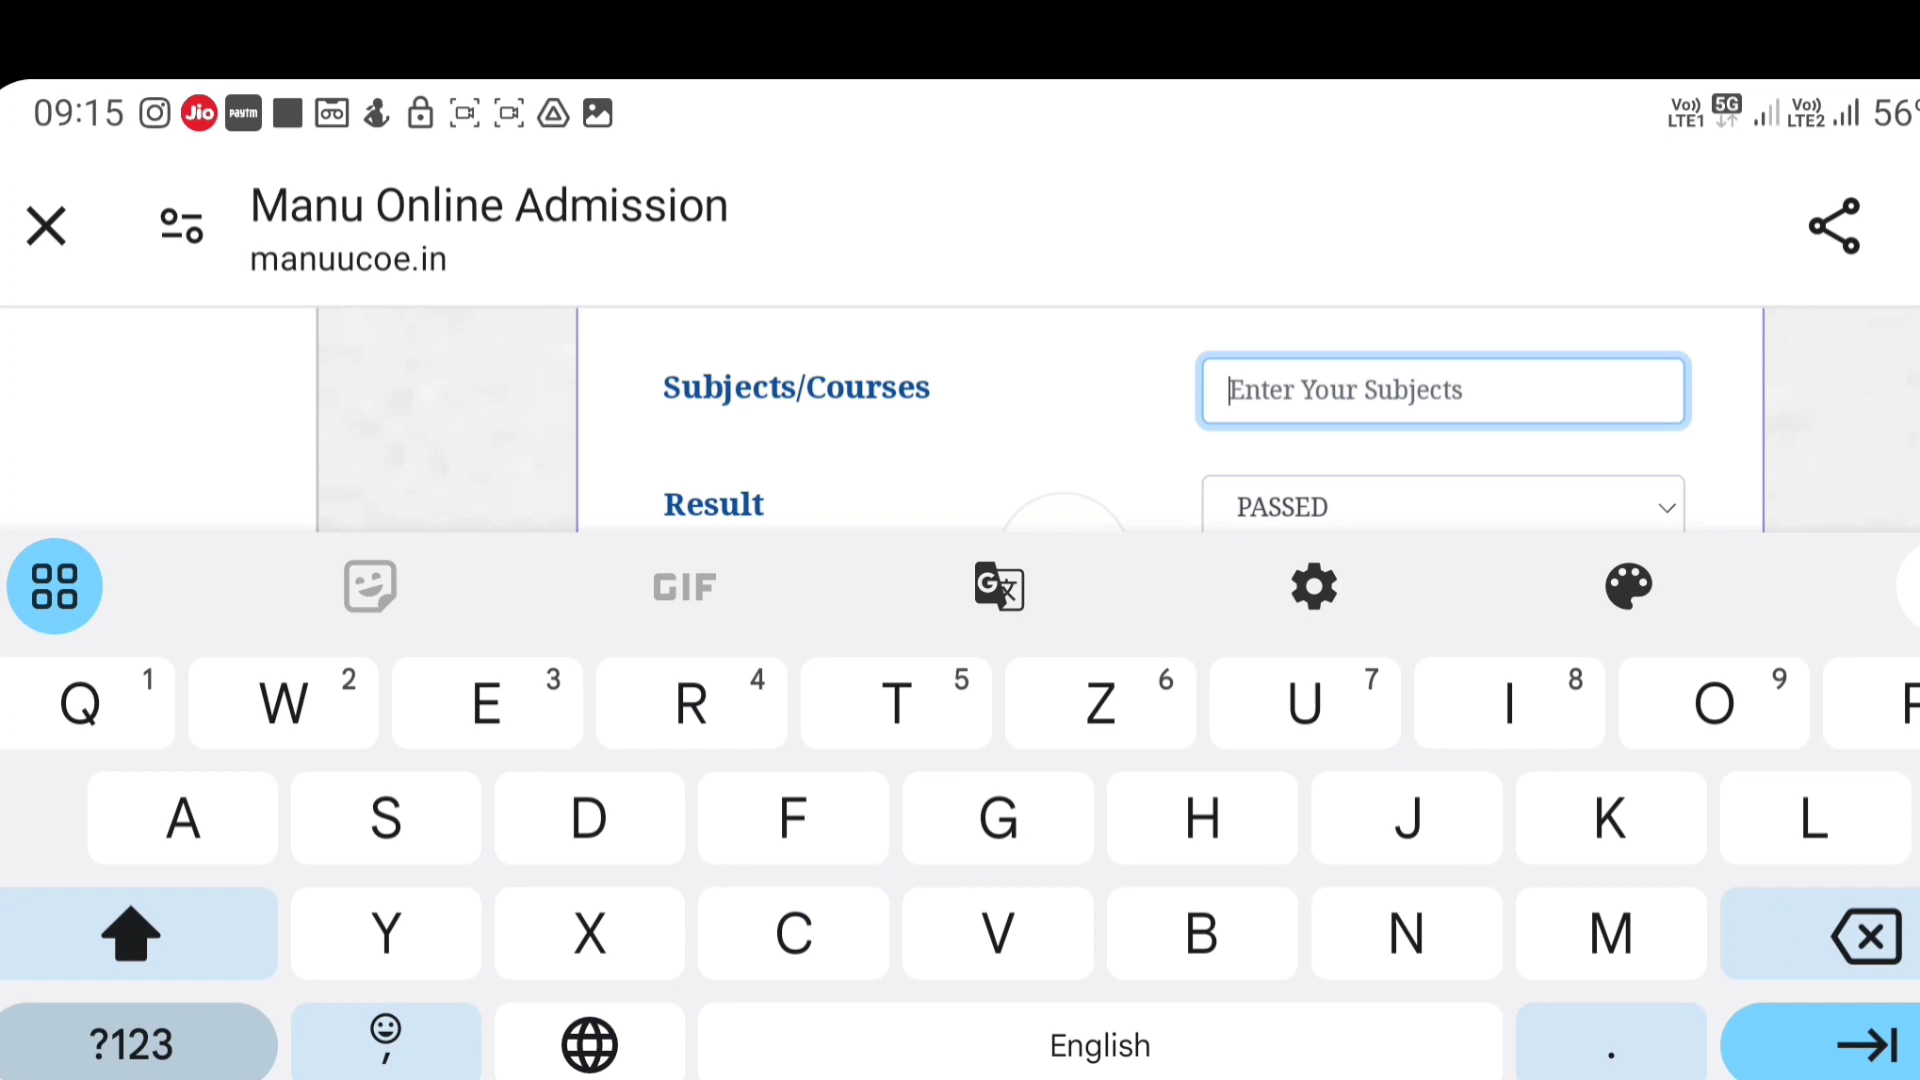 09:15 Jio paytm Vo)) LTE1 5G Vo)) LTE2 56
Manu Online Admission
manuucoe.in
Subjects/Courses Enter Your Subjects
Result PASSED
GIF G
Q 1 W 2 E 3 R 4 T 5 Z 6 U 7 I 8 O 9
A S D F G H J K L
Y X C V B N M
?123 , English .